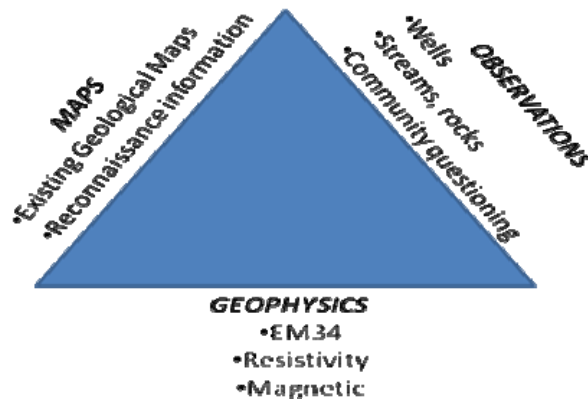 MAPS
•Existing Geological Maps
•Reconnaissance information
OBSERVATIONS
•Wells
•Streams, rocks
•Community questioning
GEOPHYSICS
•EM34
•Resistivity
•Magnetic